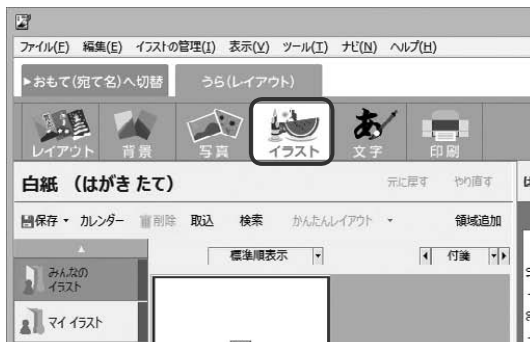 ファイル(F) 編集(E) イラストの管理(I) 表示(V) ツール(T) ナビ(N) ヘルプ(H)
▶おもて(宛て名)へ切替 うら(レイアウト)
レイアウト 背景 写真 イラスト 文字 印刷
白紙 (はがき たて) 元に戻す やり直す
保存 カレンダー 削除 取込 検索 かんたんレイアウト 領域追加
標準順表示 付箋
みんなの
イラスト
マイ イラスト